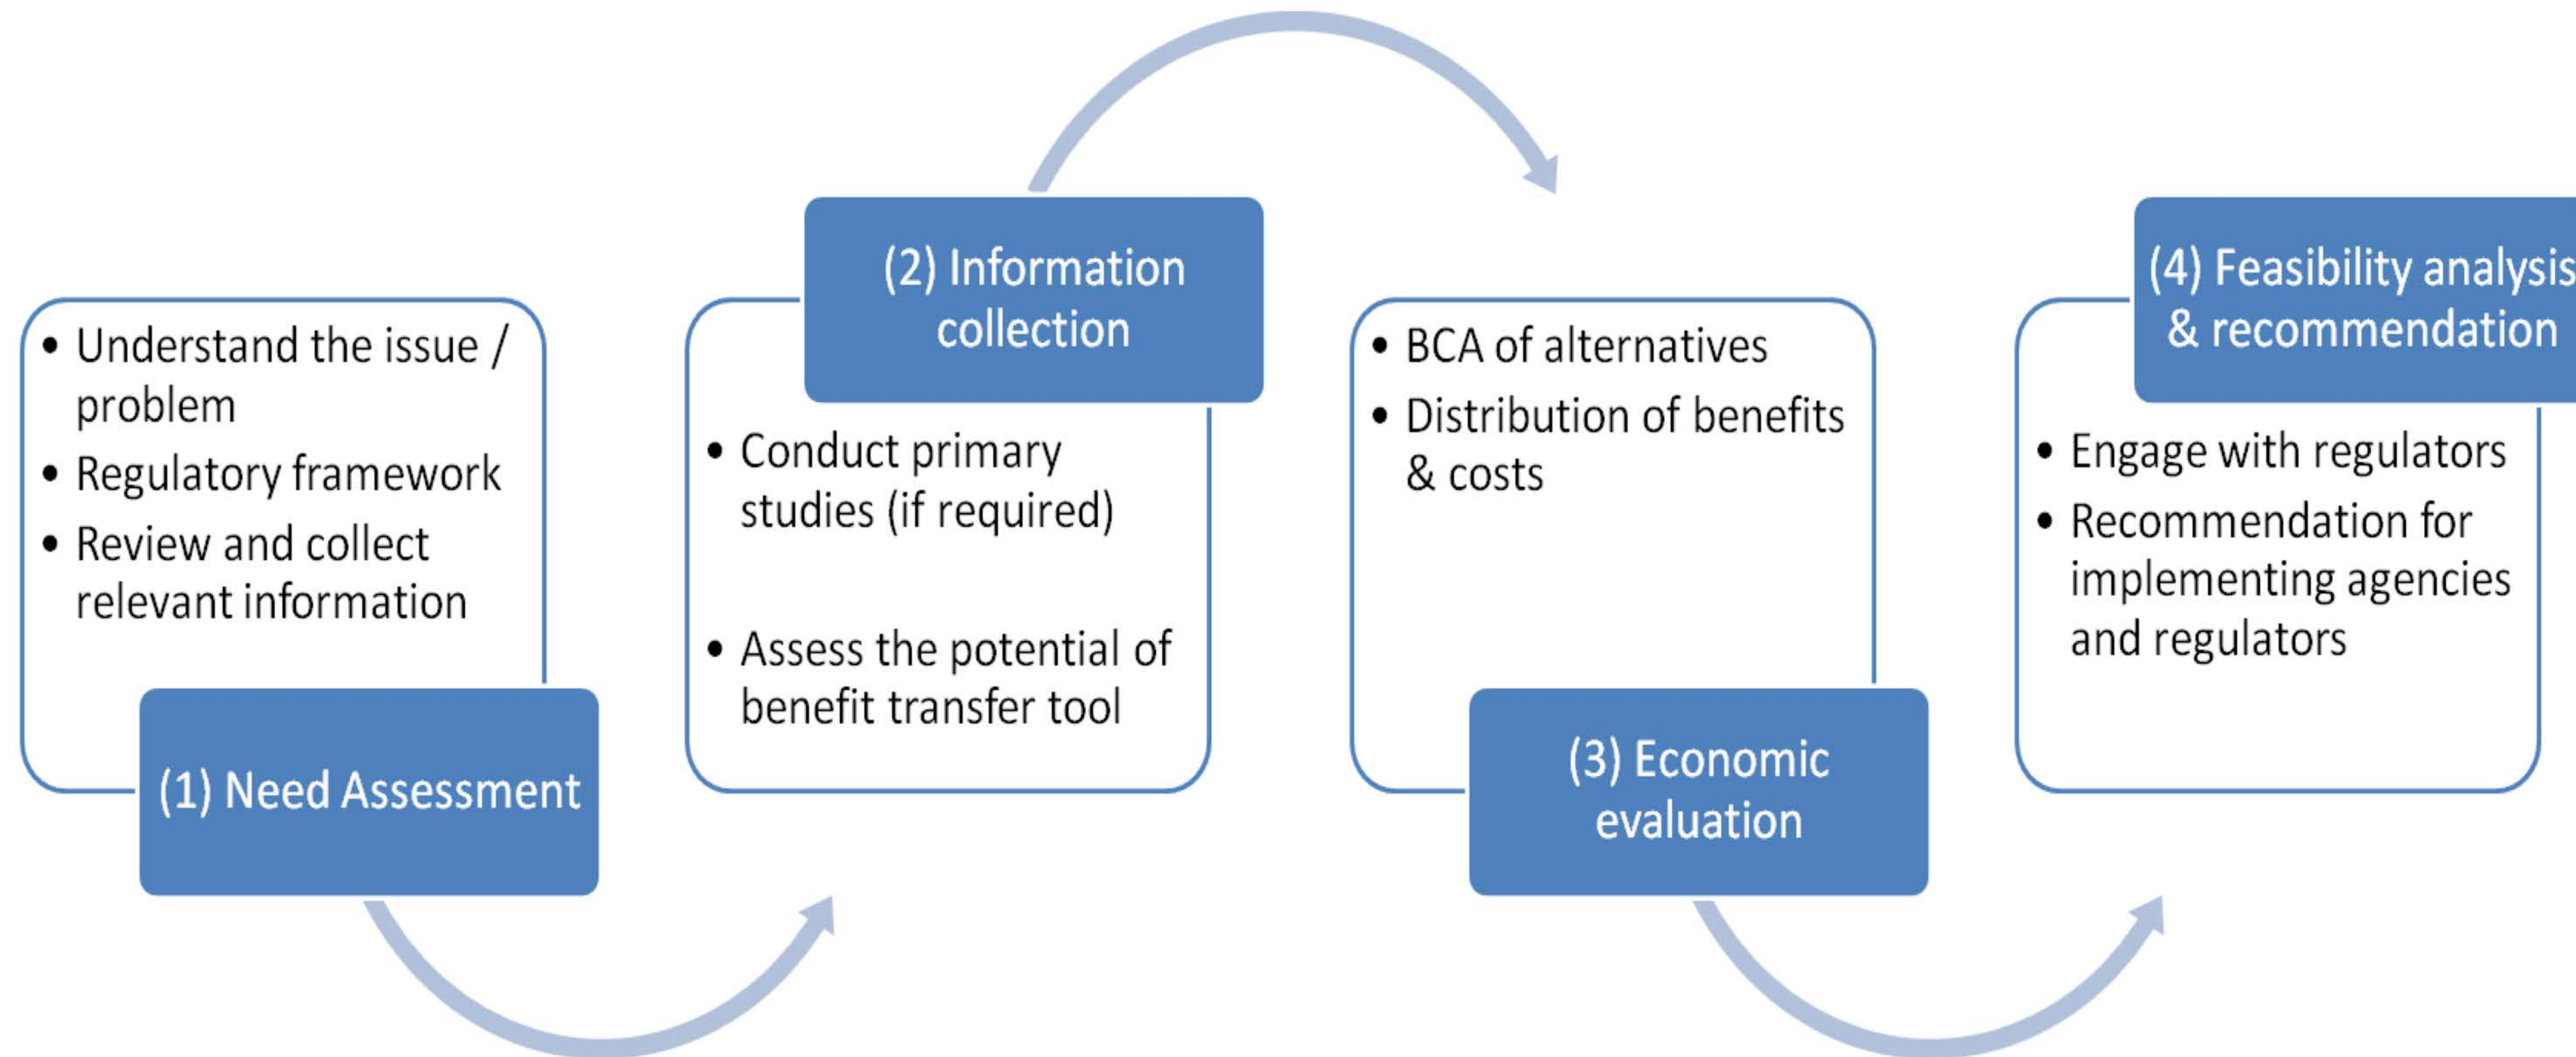 • Understand the issue /
problem
• Regulatory framework
• Review and collect
relevant information
(1) Need Assessment
(2) Information
collection
• Conduct primary
studies (if required)
• Assess the potential of
benefit transfer tool
• BCA of alternatives
• Distribution of benefits
& costs
(3) Economic
evaluation
(4) Feasibility analysis
& recommendation
• Engage with regulators
• Recommendation for
implementing agencies
and regulators